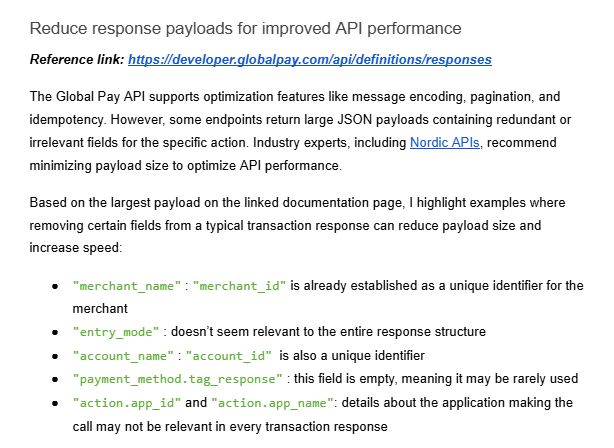 Reduce response payloads for improved API performance
Reference link: https://developer.globalpay.com/api/definitions/responses
The Global Pay API supports optimization features like message encoding, pagination, and
idempotency. However, some endpoints return large JSON payloads containing redundant or
irrelevant fields for the specific action. Industry experts, including Nordic APIs, recommend
minimizing payload size to optimize API performance.
Based on the largest payload on the linked documentation page, I highlight examples where
removing certain fields from a typical transaction response can reduce payload size and
increase speed:
● "merchant_name" : "merchant_id" is already established as a unique identifier for the
merchant
● "entry_mode" : doesn't seem relevant to the entire response structure
● "account_name" : "account_id" is also a unique identifier
● "payment_method.tag_response" : this field is empty, meaning it may be rarely used
● "action.app_id" and "action.app_name": details about the application making the
call may not be relevant in every transaction response